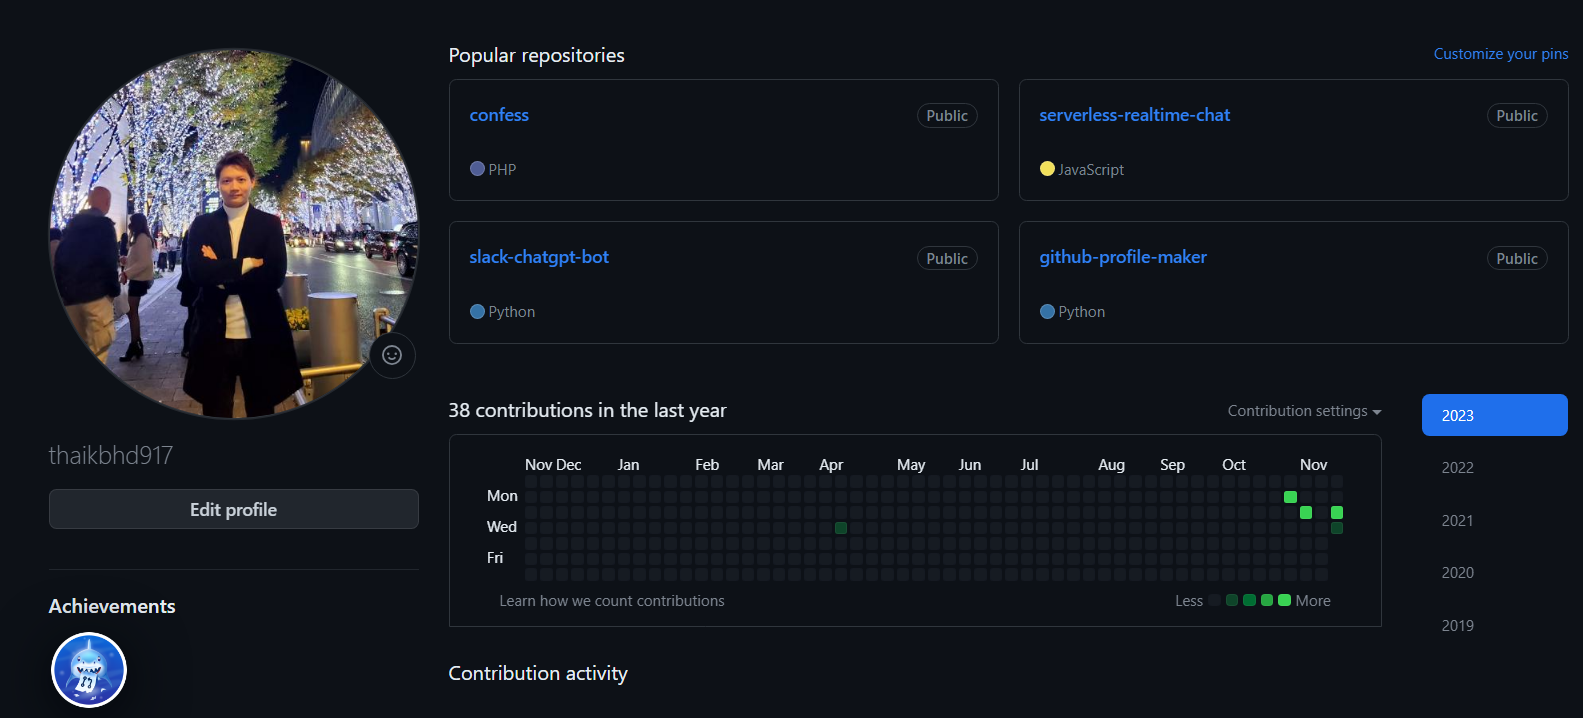 Popular repositories
Customize your pins
confess
Public
PHP
serverless-realtime-chat
Public
JavaScript
slack-chatgpt-bot
Public
Python
github-profile-maker
Public
Python
thaikbhd917
Edit profile
Achievements
38 contributions in the last year
Contribution settings
2023
2022
2021
2020
2019
Nov Dec Jan Feb Mar Apr May Jun Jul Aug Sep Oct Nov
Mon
Wed
Fri
Learn how we count contributions
Less More
Contribution activity